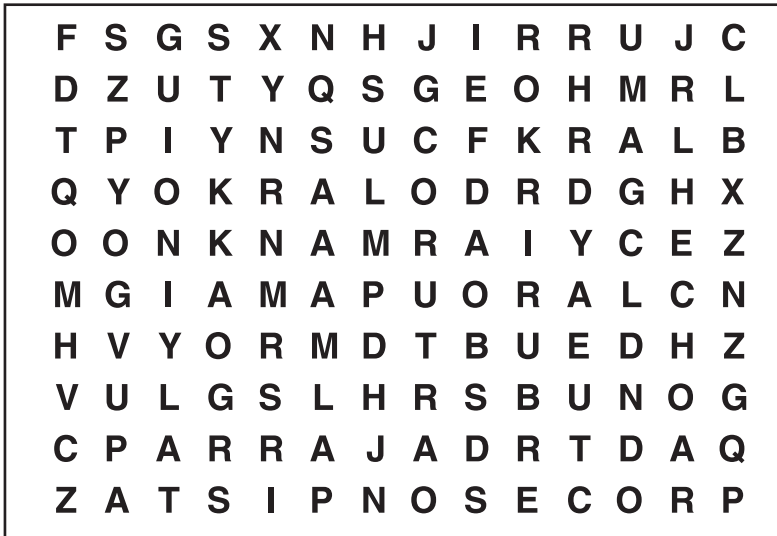 F S G S X N H J I R R U J C
D Z U T Y Q S G E O H M R L
T P I Y N S U C F K R A L B
Q Y O K R A L O D R D G H X
O O N K N A M R A I Y C E Z
M G I A M A P U O R A L C N
H V Y O R M D T B U E D H Z
V U L G S L H R S B U N O G
C P A R R A J A D R T D A Q
Z A T S I P N O S E C O R P